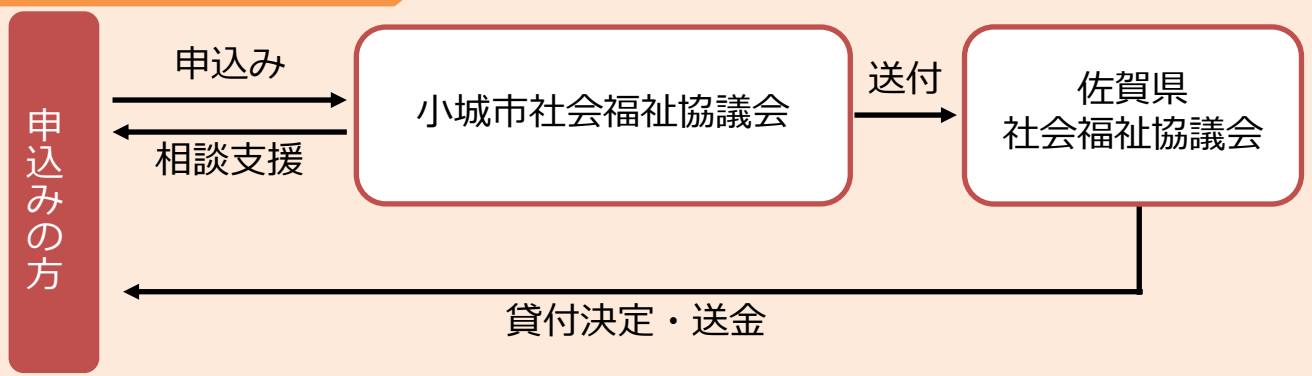 申込みの方
申込み
相談支援
小城市社会福祉協議会
送付
佐賀県
社会福祉協議会
貸付決定・送金